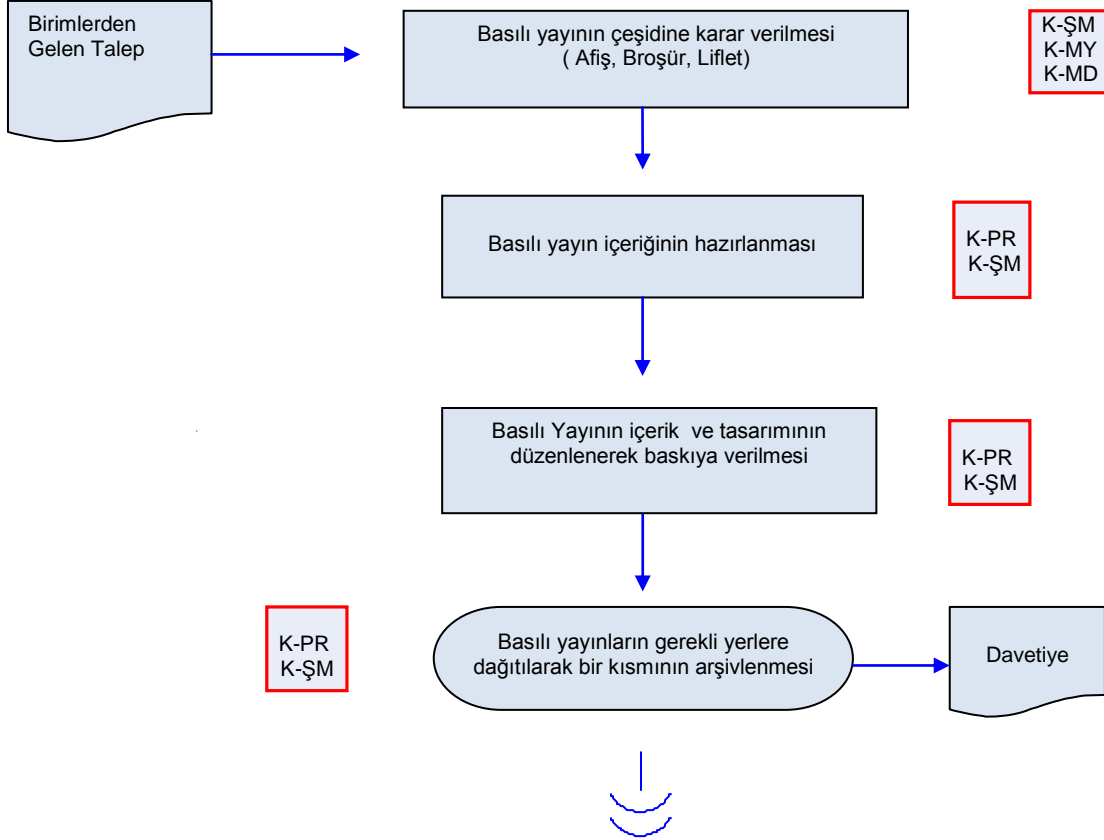 Birimlerden
Gelen Talep
Basılı yayının çeşidine karar verilmesi
( Afiş, Broşür, Liflet)
K-ŞM
K-MY
K-MD
Basılı yayın içeriğinin hazırlanması
K-PR
K-ŞM
Basılı Yayının içerik ve tasarımının
düzenlenerek baskıya verilmesi
K-PR
K-ŞM
K-PR
K-ŞM
Basılı yayınların gerekli yerlere
dağıtılarak bir kısmının arşivlenmesi
Davetiye